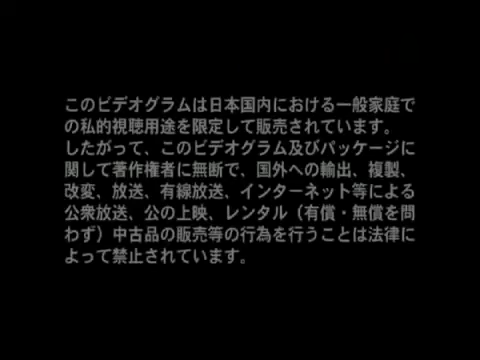 このビデオグラムは日本国内における一般家庭で
の私的視聴用途を限定して販売されています。
したがって、このビデオグラム及びパッケージに
関して著作権者に無断で、国外への輸出、複製、
改変、放送、有線放送、インターネット等による
公衆放送、公の上映、レンタル（有償・無償を問
わず）中古品の販売等の行為を行うことは法律に
よって禁止されています。